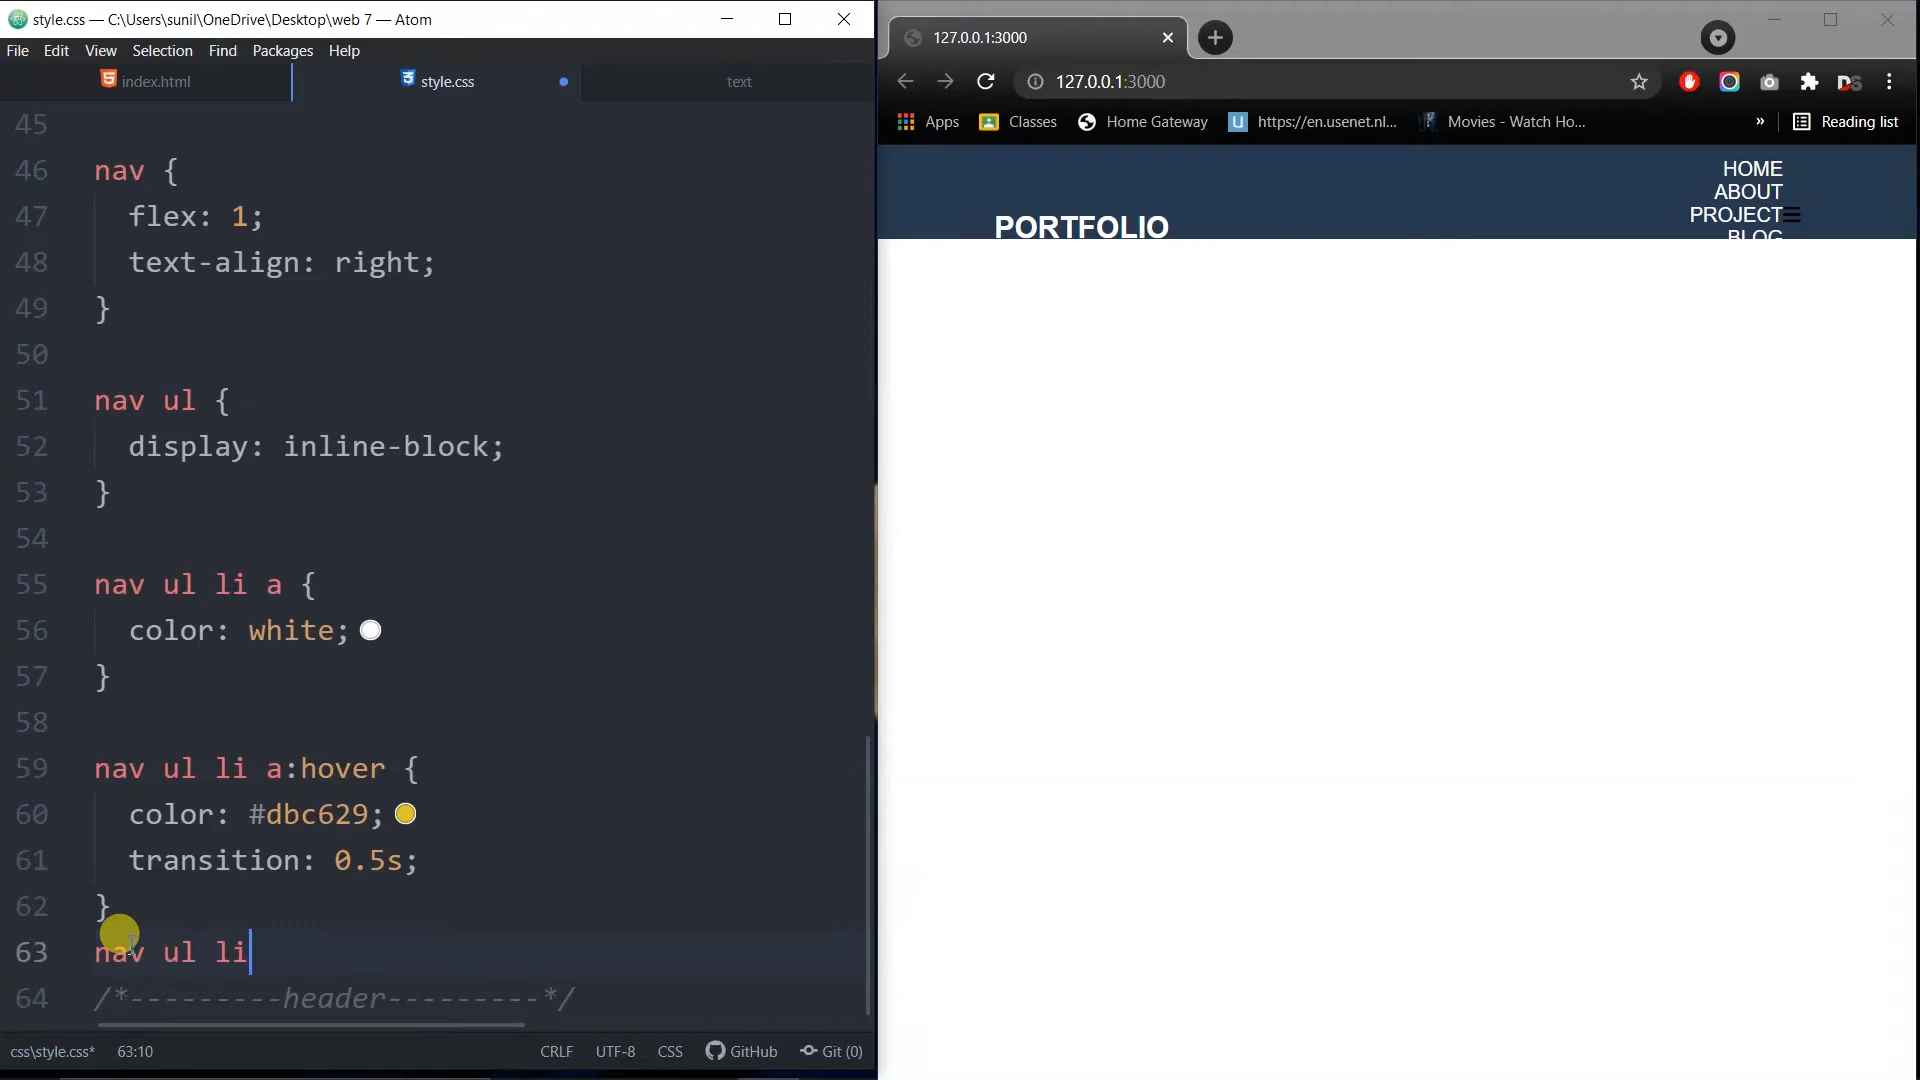 style.css — C:\Users\sunil\OneDrive\Desktop\web 7 — Atom
File Edit View Selection Find Packages Help
index.html style.css text
45
46 nav {
47 flex: 1;
48 text-align: right;
49 }
50
51 nav ul {
52 display: inline-block;
53 }
54
55 nav ul li a {
56 color: white;
57 }
58
59 nav ul li a:hover {
60 color: #dbc629;
61 transition: 0.5s;
62 }
63 nav ul li
64 /*---------header---------*/
css\style.css* 63:10 CRLF UTF-8 CSS GitHub Git (0)
127.0.0.1:3000
127.0.0.1:3000
Apps Classes Home Gateway https://en.usenet.nl... Movies - Watch Ho... » Reading list
HOME
ABOUT
PROJECT
BLOG
PORTFOLIO